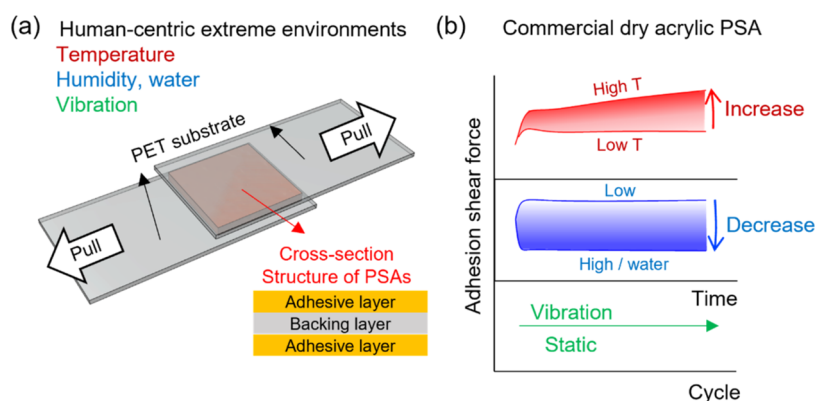 (a) Human-centric extreme environments
Temperature
Humidity, water
Vibration
PET substrate
Pull
Pull
Cross-section
Structure of PSAs
Adhesive layer
Backing layer
Adhesive layer
(b) Commercial dry acrylic PSA
Adhesion shear force
High T
Increase
Low T
Low
Decrease
High / water
Time
Vibration
Static
Cycle